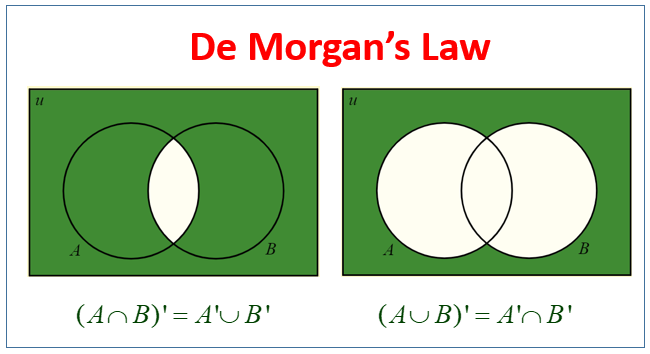 De Morgan’s Law
u
A
B
u
A
B
(A∩B)'= A'∪B'
(A∪B)'= A'∩B'